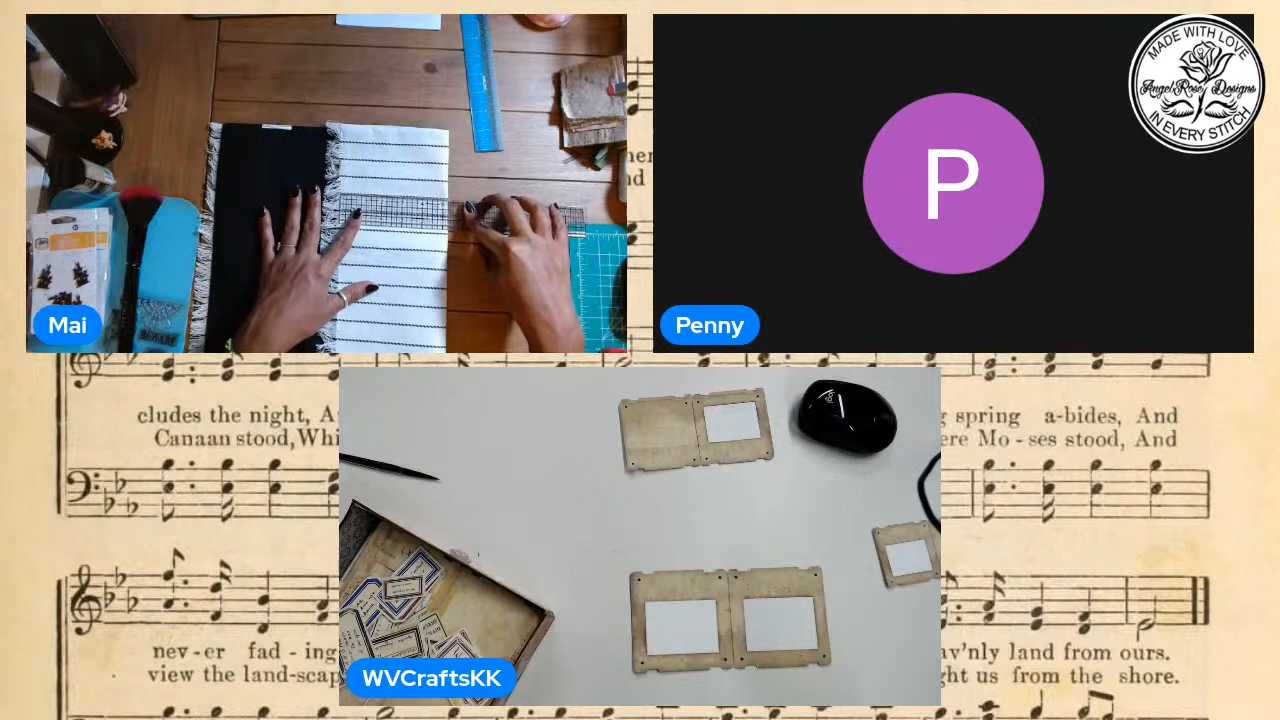 MADE WITH LOVE
AngelRose Designs
IN EVERY STITCH
P
Mai
Penny
BEWARE
cludes the night, A
g spring a-bides, And
Canaan stood, Whi
ere Mo - ses stood, And
WVCraftsKK
nev - er fad - ing
av'nly land from ours.
view the land-scap
ght us from the shore.